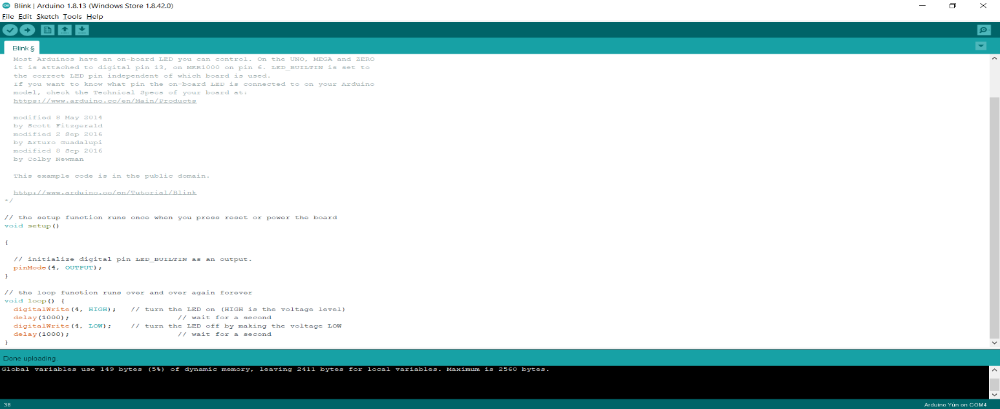 Blink | Arduino 1.8.13 (Windows Store 1.8.42.0)
File Edit Sketch Tools Help
Blink §
Most Arduinos have an on-board LED you can control. On the UNO, MEGA and ZERO
it is attached to digital pin 13, on MKR1000 on pin 6. LED_BUILTIN is set to
the correct LED pin independent of which board is used.
If you want to know what pin the on-board LED is connected to on your Arduino
model, check the Technical Specs of your board at:
https://www.arduino.cc/en/Main/Products
modified 8 May 2014
by Scott Fitzgerald
modified 2 Sep 2016
by Arturo Guadalupi
modified 8 Sep 2016
by Colby Newman
This example code is in the public domain.
http://www.arduino.cc/en/Tutorial/Blink
*/
// the setup function runs once when you press reset or power the board
void setup()
{
// initialize digital pin LED_BUILTIN as an output.
pinMode(4, OUTPUT);
}
// the loop function runs over and over again forever
void loop() {
digitalWrite(4, HIGH);   // turn the LED on (HIGH is the voltage level)
delay(1000);                       // wait for a second
digitalWrite(4, LOW);    // turn the LED off by making the voltage LOW
delay(1000);                       // wait for a second
}
Done uploading.
Global variables use 149 bytes (5%) of dynamic memory, leaving 2411 bytes for local variables. Maximum is 2560 bytes.
38
Arduino Yún on COM4